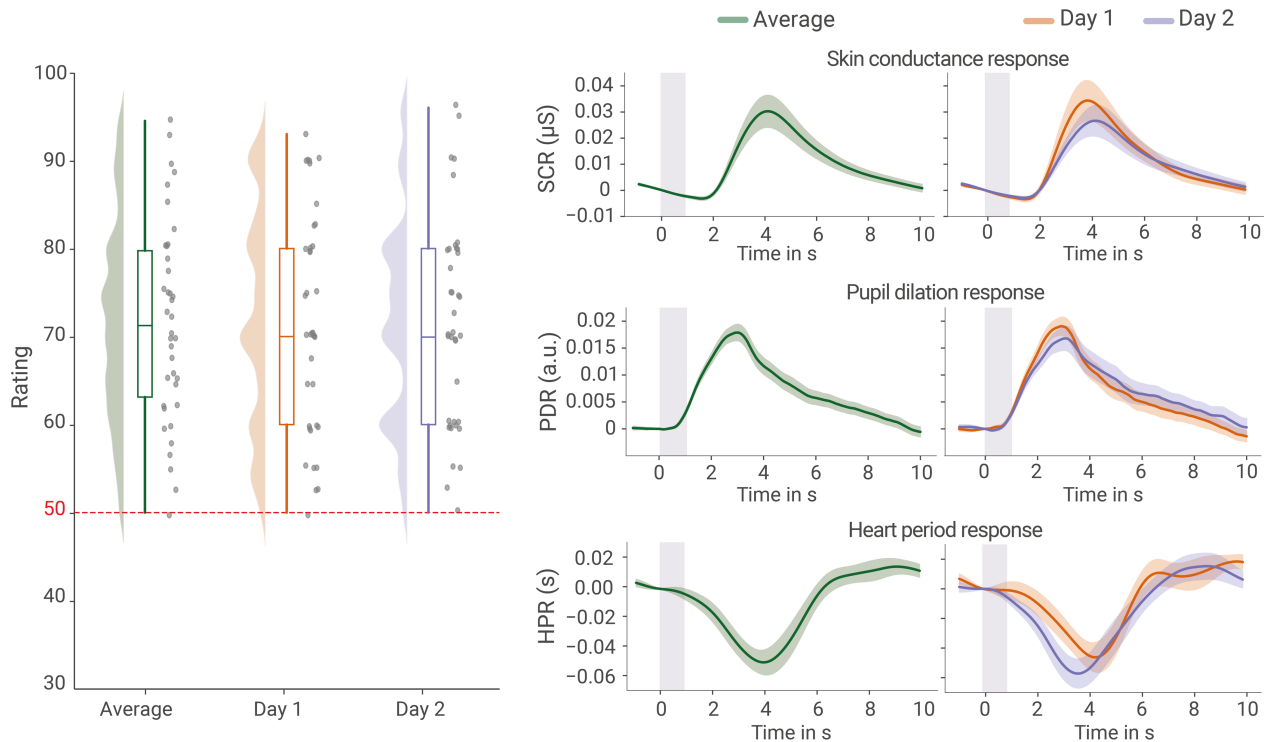 Average
Day 1
Day 2
Rating
100
90
80
70
60
50
40
30
Average
Day 1
Day 2
Skin conductance response
SCR (µS)
0.04
0.03
0.02
0.01
0
−0.01
0 2 4 6 8 10
Time in s
0 2 4 6 8 10
Time in s
Pupil dilation response
PDR (a.u.)
0.02
0.015
0.01
0.005
0
0 2 4 6 8 10
Time in s
0 2 4 6 8 10
Time in s
Heart period response
HPR (s)
0.02
0.00
−0.02
−0.04
−0.06
0 2 4 6 8 10
Time in s
0 2 4 6 8 10
Time in s